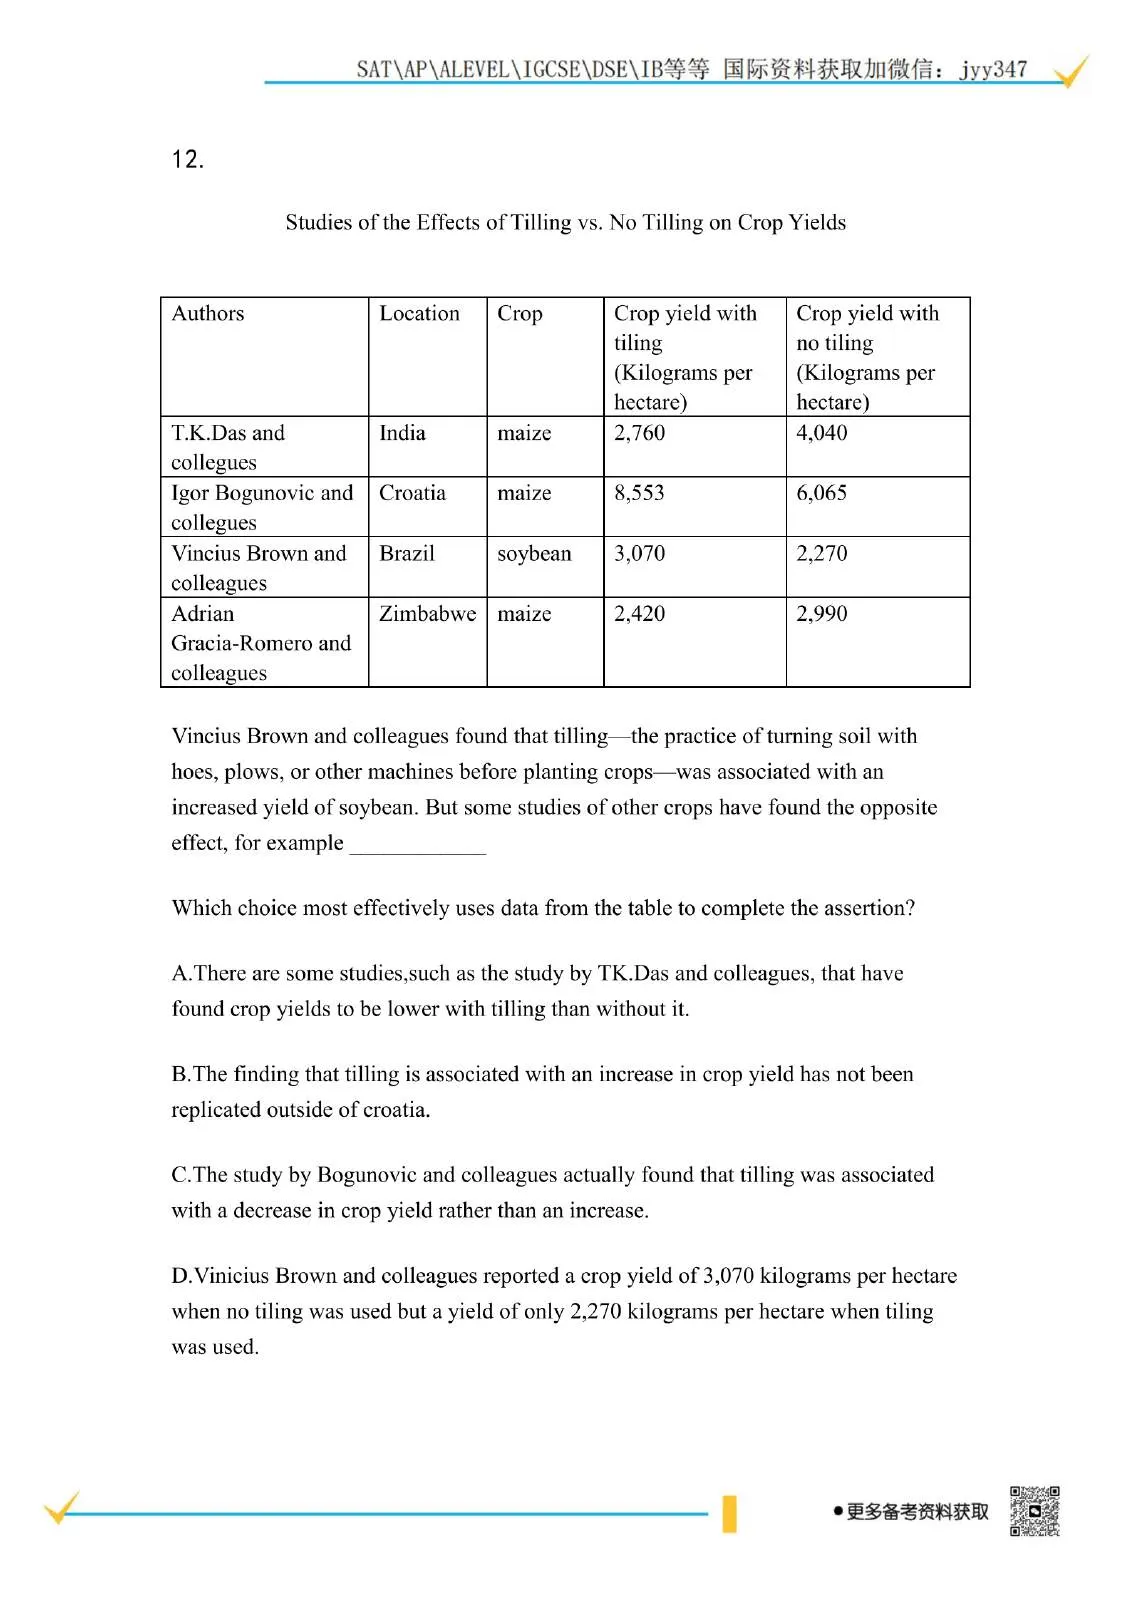 SAT\AP\ALEVEL\IGCSE\DSE\IB等等 国际资料获取加微信: jyy347
12.
Studies of the Effects of Tilling vs. No Tilling on Crop Yields
Authors Location Crop Crop yield with tiling (Kilograms per hectare) Crop yield with no tiling (Kilograms per hectare)
T.K.Das and collegues India maize 2,760 4,040
Igor Bogunovic and collegues Croatia maize 8,553 6,065
Vincius Brown and colleagues Brazil soybean 3,070 2,270
Adrian Gracia-Romero and colleagues Zimbabwe maize 2,420 2,990
Vincius Brown and colleagues found that tilling—the practice of turning soil with
hoes, plows, or other machines before planting crops—was associated with an
increased yield of soybean. But some studies of other crops have found the opposite
effect, for example ____________
Which choice most effectively uses data from the table to complete the assertion?
A.There are some studies,such as the study by TK.Das and colleagues, that have
found crop yields to be lower with tilling than without it.
B.The finding that tilling is associated with an increase in crop yield has not been
replicated outside of croatia.
C.The study by Bogunovic and colleagues actually found that tilling was associated
with a decrease in crop yield rather than an increase.
D.Vinicius Brown and colleagues reported a crop yield of 3,070 kilograms per hectare
when no tiling was used but a yield of only 2,270 kilograms per hectare when tiling
was used.
•更多备考资料获取